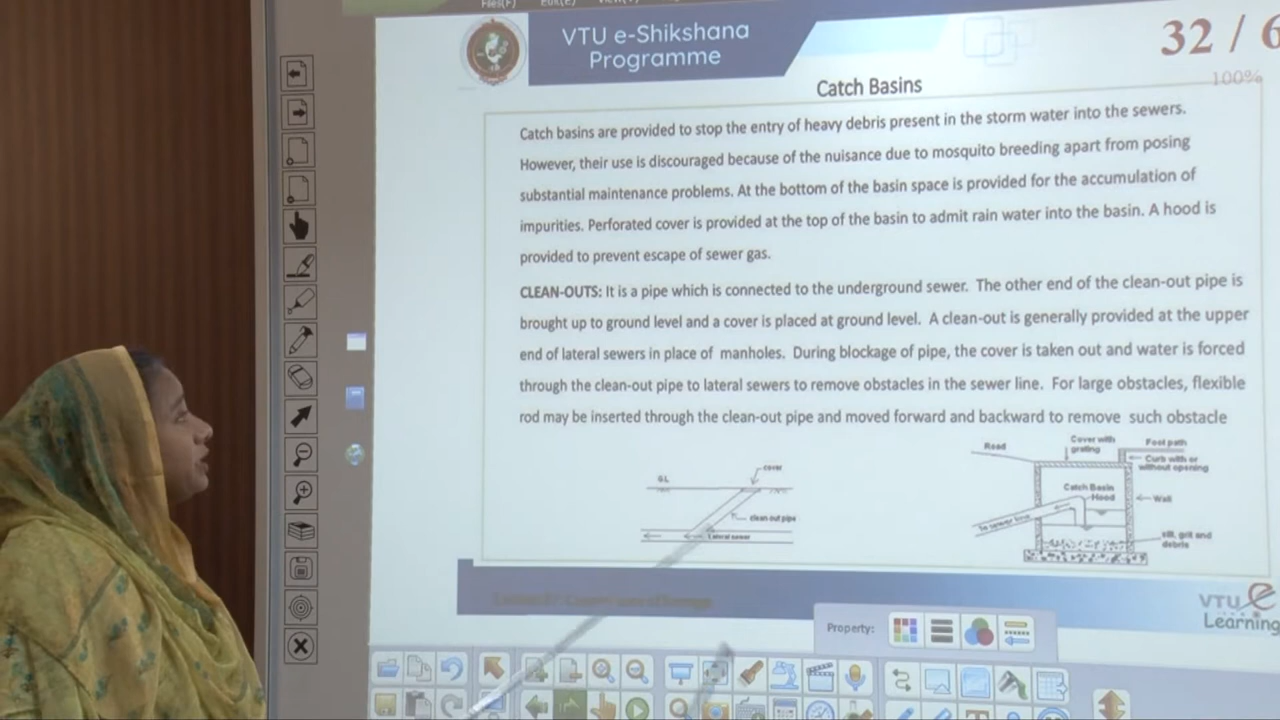 VTU e-Shikshana
Programme
32 / 6
100%
Catch Basins
Catch basins are provided to stop the entry of heavy debris present in the storm water into the sewers.
However, their use is discouraged because of the nuisance due to mosquito breeding apart from posing
substantial maintenance problems. At the bottom of the basin space is provided for the accumulation of
impurities. Perforated cover is provided at the top of the basin to admit rain water into the basin. A hood is
provided to prevent escape of sewer gas.
CLEAN-OUTS: It is a pipe which is connected to the underground sewer. The other end of the clean-out pipe is
brought up to ground level and a cover is placed at ground level. A clean-out is generally provided at the upper
end of lateral sewers in place of manholes. During blockage of pipe, the cover is taken out and water is forced
through the clean-out pipe to lateral sewers to remove obstacles in the sewer line. For large obstacles, flexible
rod may be inserted through the clean-out pipe and moved forward and backward to remove such obstacle
GL
cover
clean out pipe
Lateral sewer
Road
Cover with
grating
Foot path
Curb with or
without opening
Catch Basin
Hood
Wall
To sewer line
silt, grit and
debris
VTU e
Learning
Property: